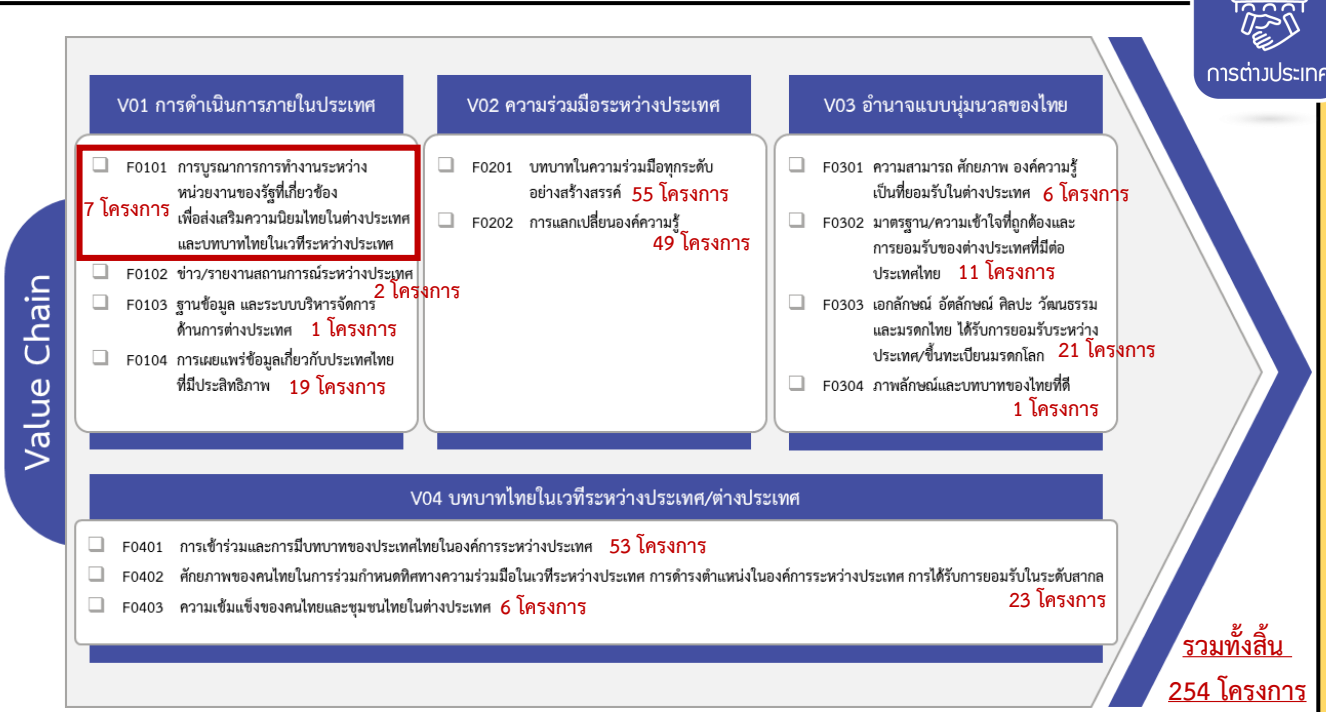 การต่างประเทศ
Value Chain
V01 การดำเนินการภายในประเทศ
F0101 การบูรณาการการทำงานระหว่าง
หน่วยงานของรัฐที่เกี่ยวข้อง
7 โครงการ
เพื่อส่งเสริมความนิยมไทยในต่างประเทศ
และบทบาทไทยในเวทีระหว่างประเทศ
F0102 ข่าว/รายงานสถานการณ์ระหว่างประเทศ
2 โครงการ
F0103 ฐานข้อมูล และระบบบริหารจัดการ
ด้านการต่างประเทศ 1 โครงการ
F0104 การเผยแพร่ข้อมูลเกี่ยวกับประเทศไทย
ที่มีประสิทธิภาพ 19 โครงการ
V02 ความร่วมมือระหว่างประเทศ
F0201 บทบาทในความร่วมมือทุกระดับ
อย่างสร้างสรรค์ 55 โครงการ
F0202 การแลกเปลี่ยนองค์ความรู้
49 โครงการ
V03 อำนาจแบบนุ่มนวลของไทย
F0301 ความสามารถ ศักยภาพ องค์ความรู้
เป็นที่ยอมรับในต่างประเทศ 6 โครงการ
F0302 มาตรฐาน/ความเข้าใจที่ถูกต้องและ
การยอมรับของต่างประเทศที่มีต่อ
ประเทศไทย 11 โครงการ
F0303 เอกลักษณ์ อัตลักษณ์ ศิลปะ วัฒนธรรม
และมรดกไทย ได้รับการยอมรับระหว่าง
ประเทศ/ขึ้นทะเบียนมรดกโลก 21 โครงการ
F0304 ภาพลักษณ์และบทบาทของไทยที่ดี
1 โครงการ
V04 บทบาทไทยในเวทีระหว่างประเทศ/ต่างประเทศ
F0401 การเข้าร่วมและการมีบทบาทของประเทศไทยในองค์การระหว่างประเทศ 53 โครงการ
F0402 ศักยภาพของคนไทยในการร่วมกำหนดทิศทางความร่วมมือในเวทีระหว่างประเทศ การดำรงตำแหน่งในองค์การระหว่างประเทศ การได้รับการยอมรับในระดับสากล
23 โครงการ
F0403 ความเข้มแข็งของคนไทยและชุมชนไทยในต่างประเทศ 6 โครงการ
รวมทั้งสิ้น
254 โครงการ